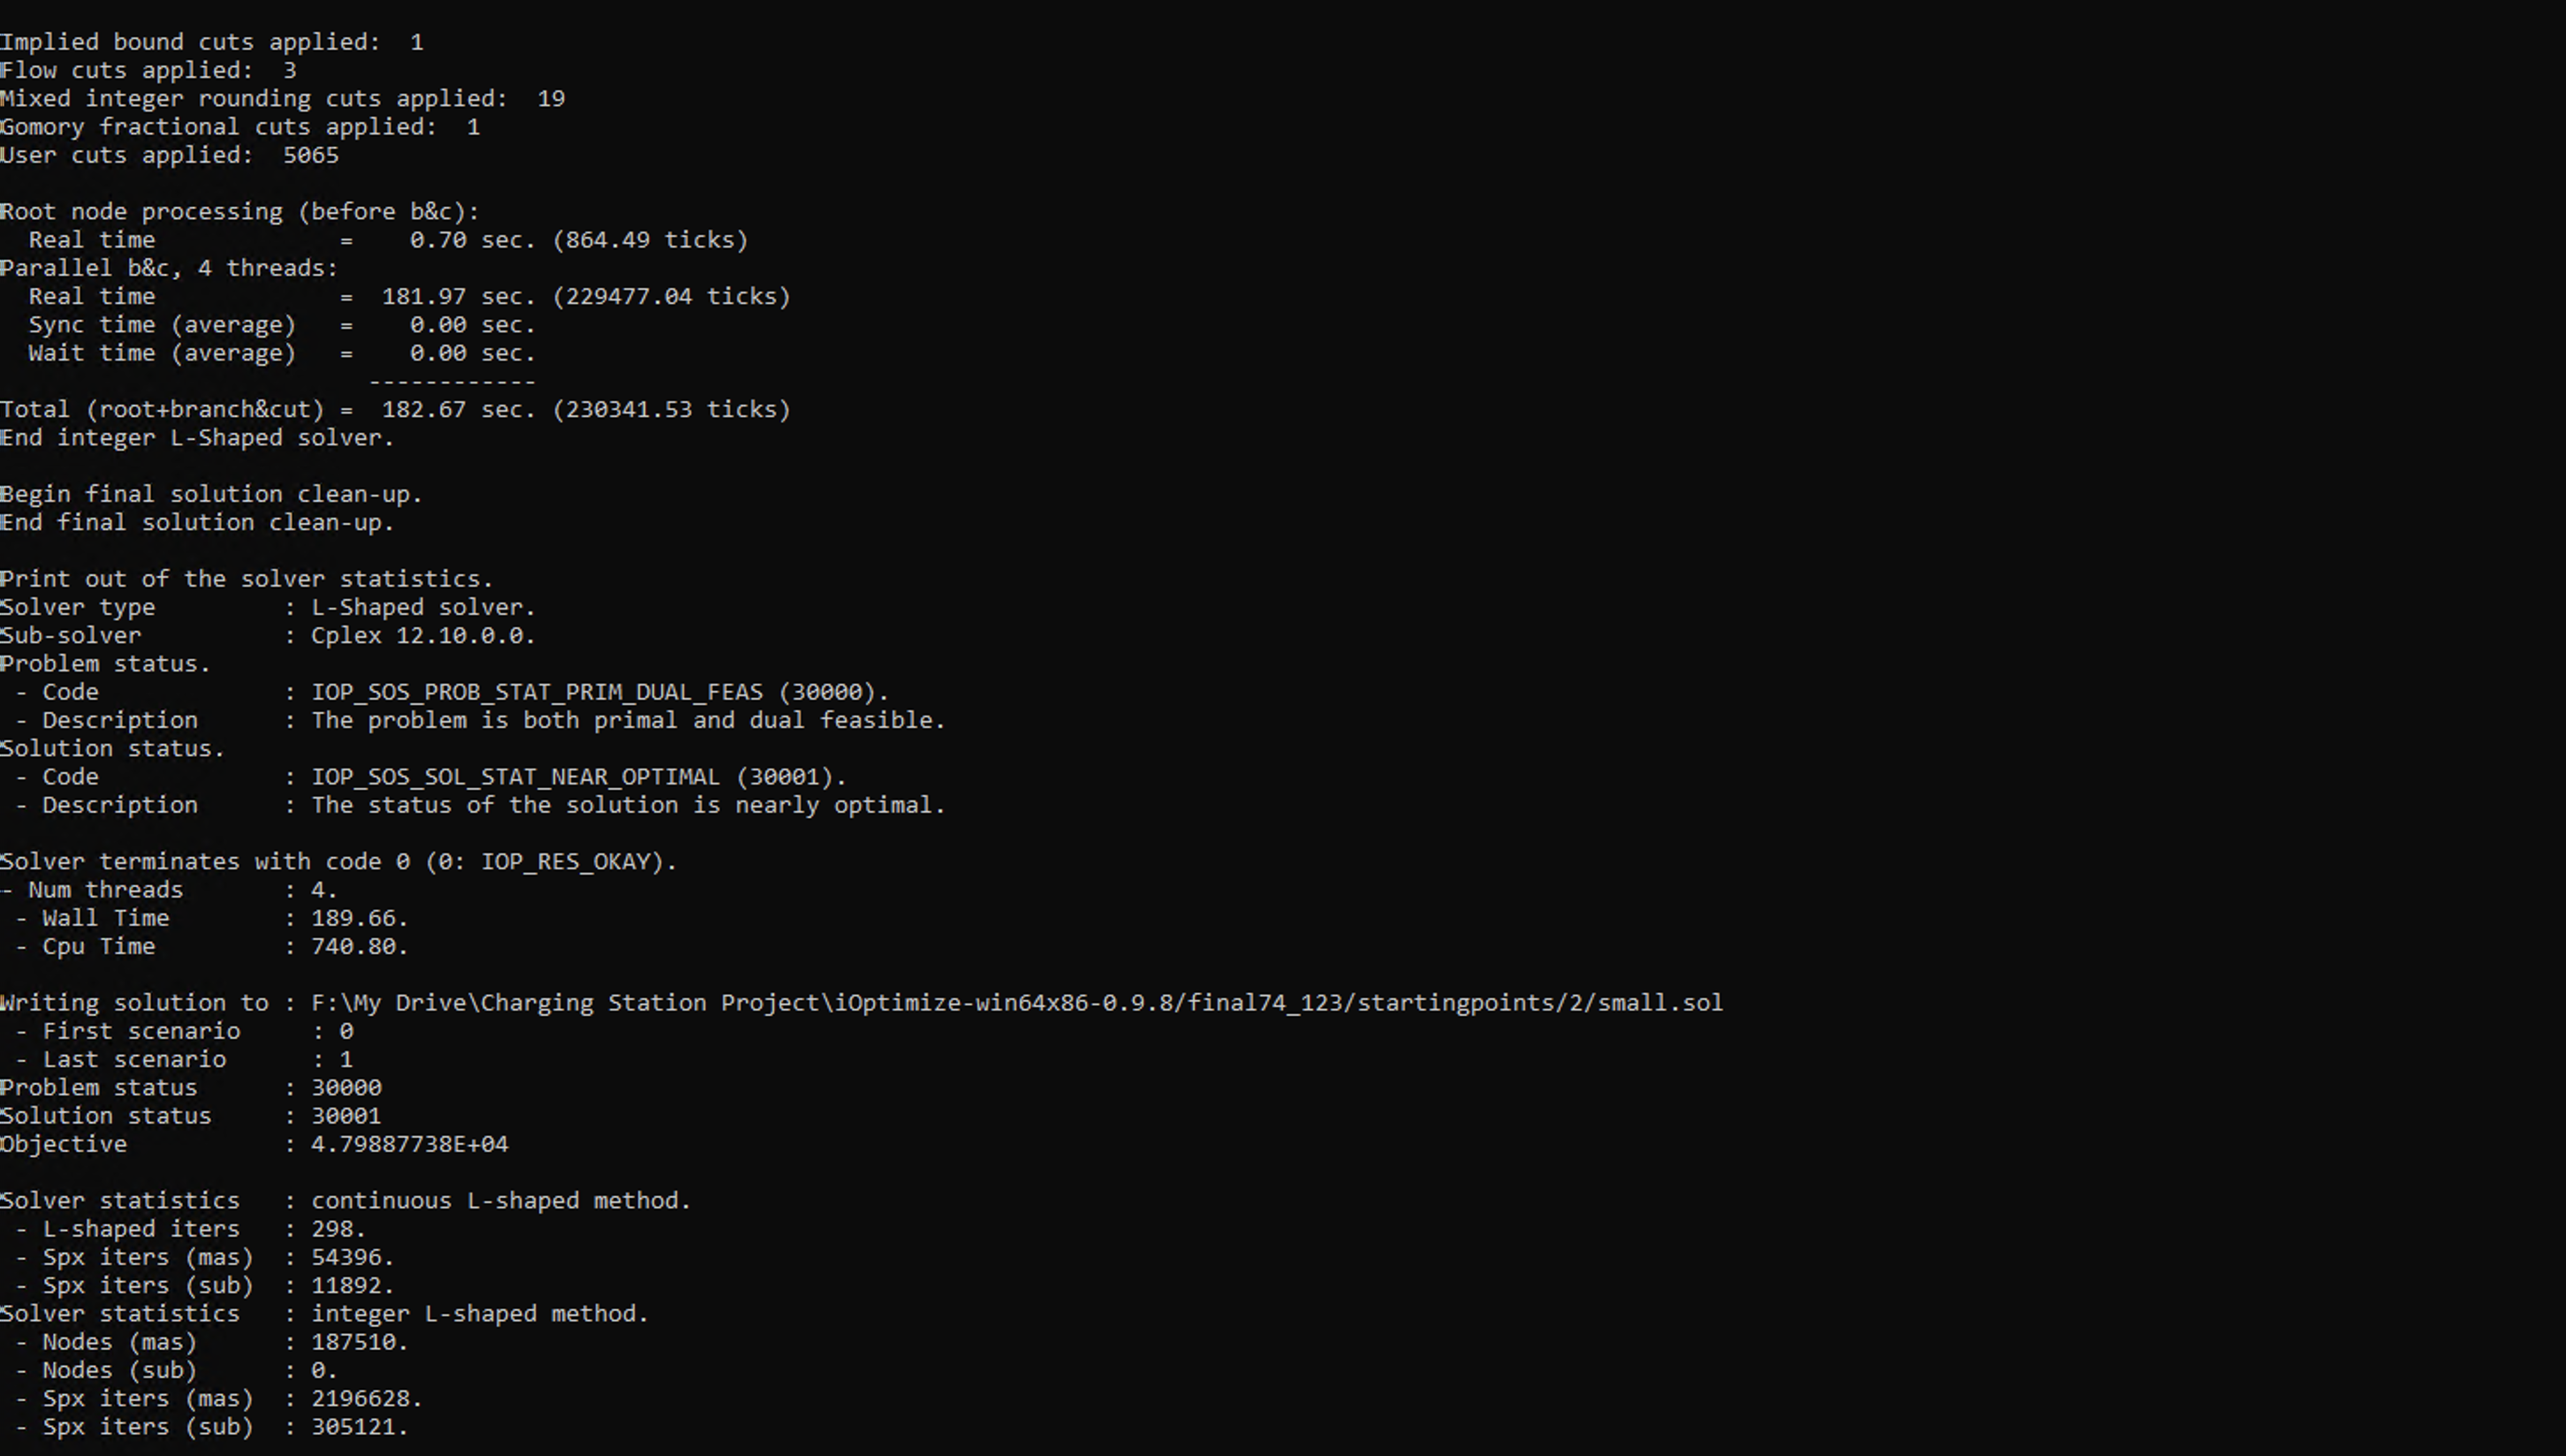 Implied bound cuts applied:  1
Flow cuts applied:  3
Mixed integer rounding cuts applied:  19
Gomory fractional cuts applied:  1
User cuts applied:  5065

Root node processing (before b&c):
  Real time             =    0.70 sec. (864.49 ticks)
Parallel b&c, 4 threads:
  Real time             =  181.97 sec. (229477.04 ticks)
  Sync time (average)   =    0.00 sec.
  Wait time (average)   =    0.00 sec.
                          ------------
Total (root+branch&cut) =  182.67 sec. (230341.53 ticks)
End integer L-Shaped solver.

Begin final solution clean-up.
End final solution clean-up.

Print out of the solver statistics.
Solver type         : L-Shaped solver.
Sub-solver          : Cplex 12.10.0.0.
Problem status.
 - Code             : IOP_SOS_PROB_STAT_PRIM_DUAL_FEAS (30000).
 - Description      : The problem is both primal and dual feasible.
Solution status.
 - Code             : IOP_SOS_SOL_STAT_NEAR_OPTIMAL (30001).
 - Description      : The status of the solution is nearly optimal.

Solver terminates with code 0 (0: IOP_RES_OKAY).
- Num threads       : 4.
 - Wall Time        : 189.66.
 - Cpu Time         : 740.80.

Writing solution to : F:\My Drive\Charging Station Project\iOptimize-win64x86-0.9.8/final74_123/startingpoints/2/small.sol
 - First scenario     : 0
 - Last scenario      : 1
Problem status      : 30000
Solution status     : 30001
Objective           : 4.79887738E+04

Solver statistics   : continuous L-shaped method.
 - L-shaped iters   : 298.
 - Spx iters (mas)  : 54396.
 - Spx iters (sub)  : 11892.
Solver statistics   : integer L-shaped method.
 - Nodes (mas)      : 187510.
 - Nodes (sub)      : 0.
 - Spx iters (mas)  : 2196628.
 - Spx iters (sub)  : 305121.